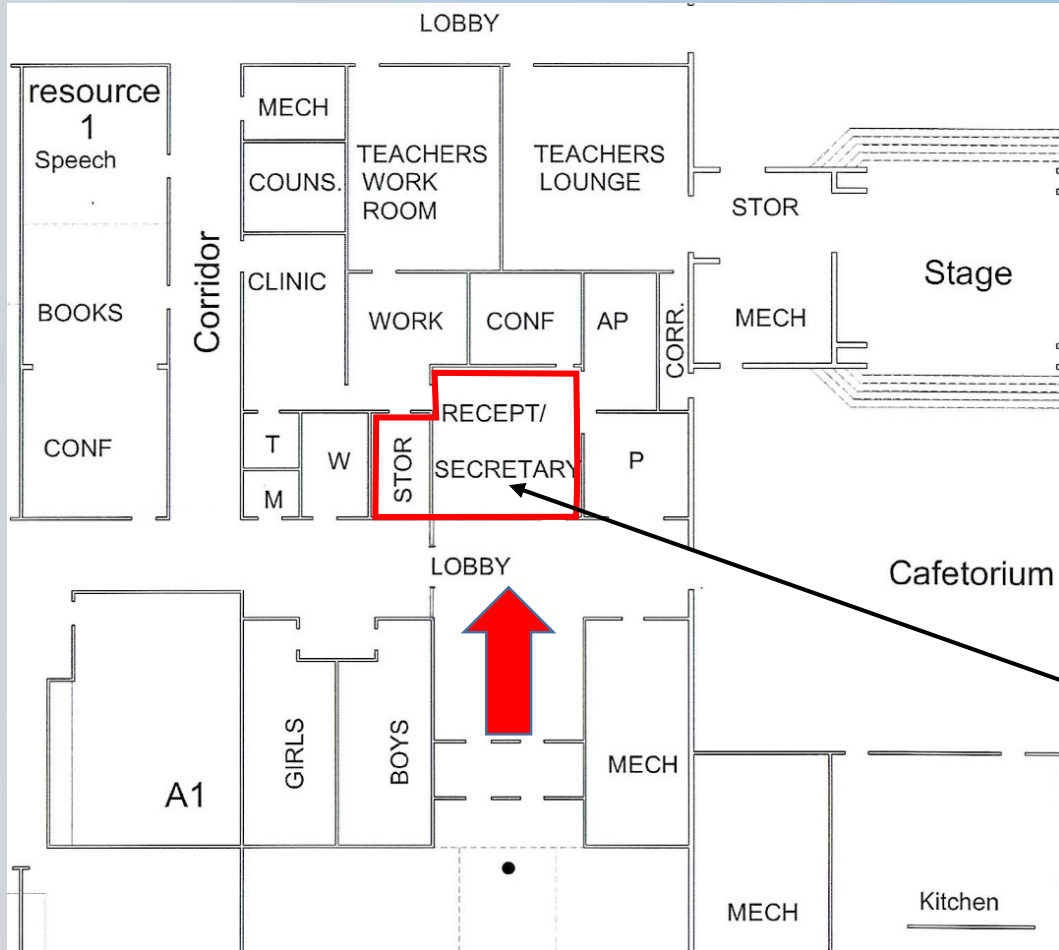 LOBBY
resource
1
Speech
MECH
TEACHERS
WORK
ROOM
TEACHERS
LOUNGE
COUNS.
STOR
Corridor
CLINIC
Stage
BOOKS
WORK
CONF
AP
CORR.
MECH
RECEPT/
SECRETARY
CONF
T
W
STOR
P
M
LOBBY
Cafetorium
GIRLS
BOYS
MECH
A1
MECH
Kitchen